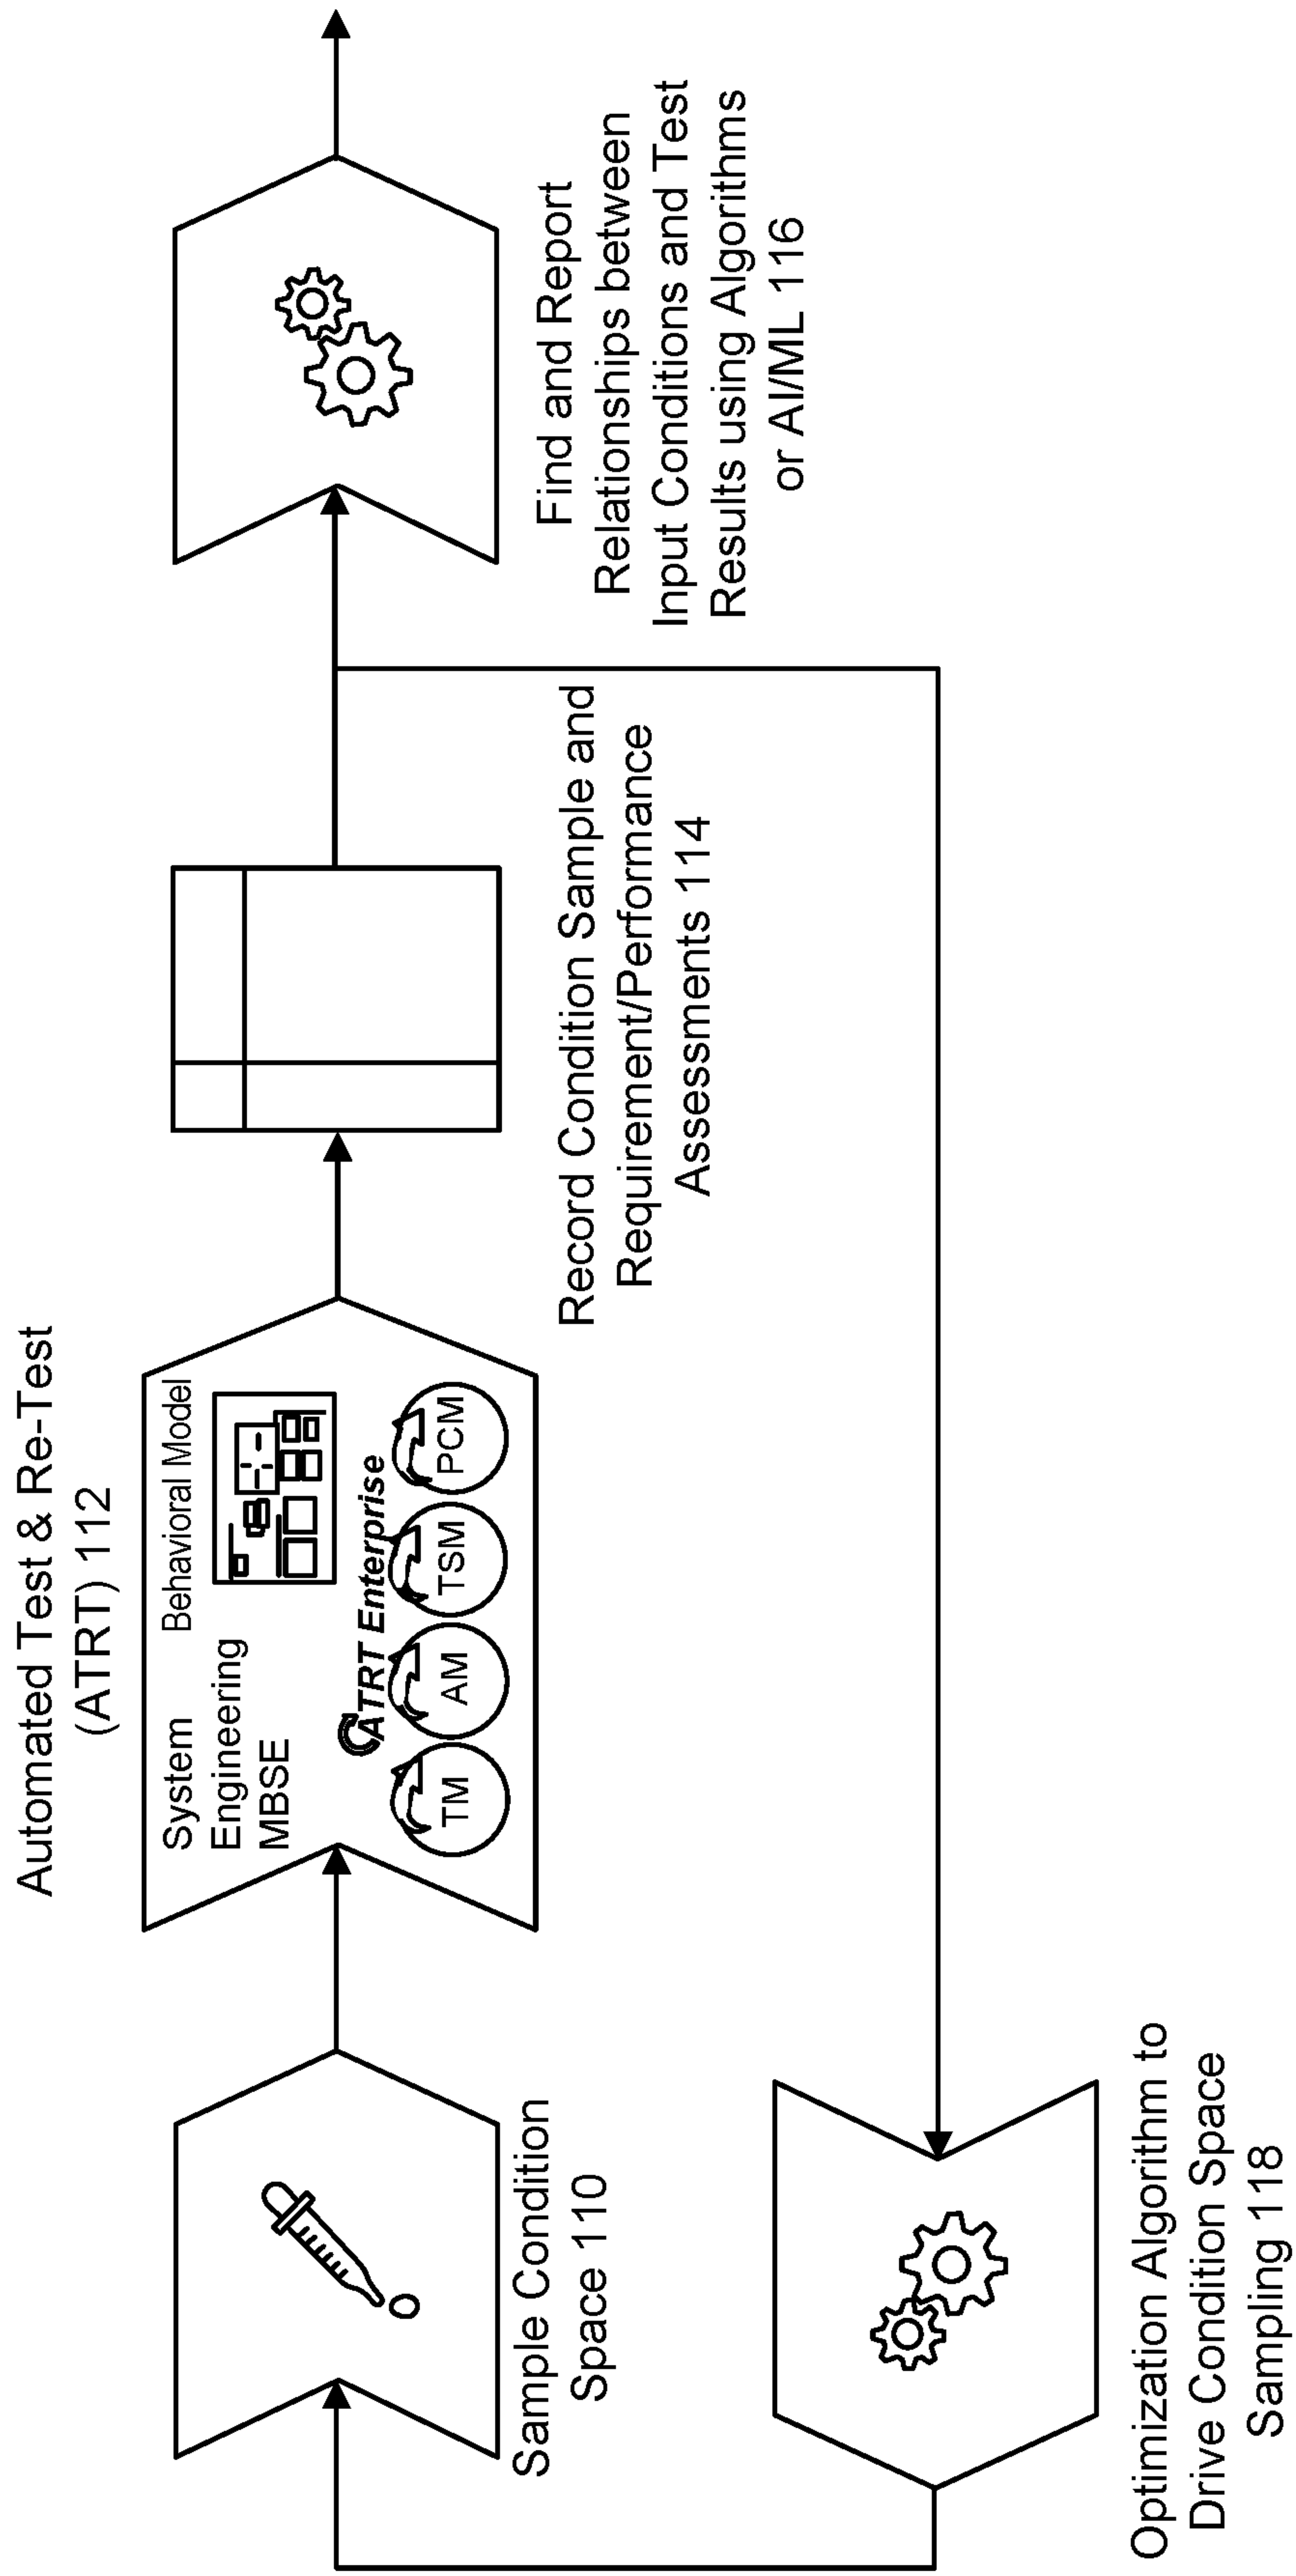 Automated Test & Re-Test
(ATRT) 112
System
Engineering
MBSE
Behavioral Model
ATRT Enterprise
TM
AM
TSM
PCM
Sample Condition
Space 110
Record Condition Sample and
Requirement/Performance
Assessments 114
Find and Report
Relationships between
Input Conditions and Test
Results using Algorithms
or AI/ML 116
Optimization Algorithm to
Drive Condition Space
Sampling 118